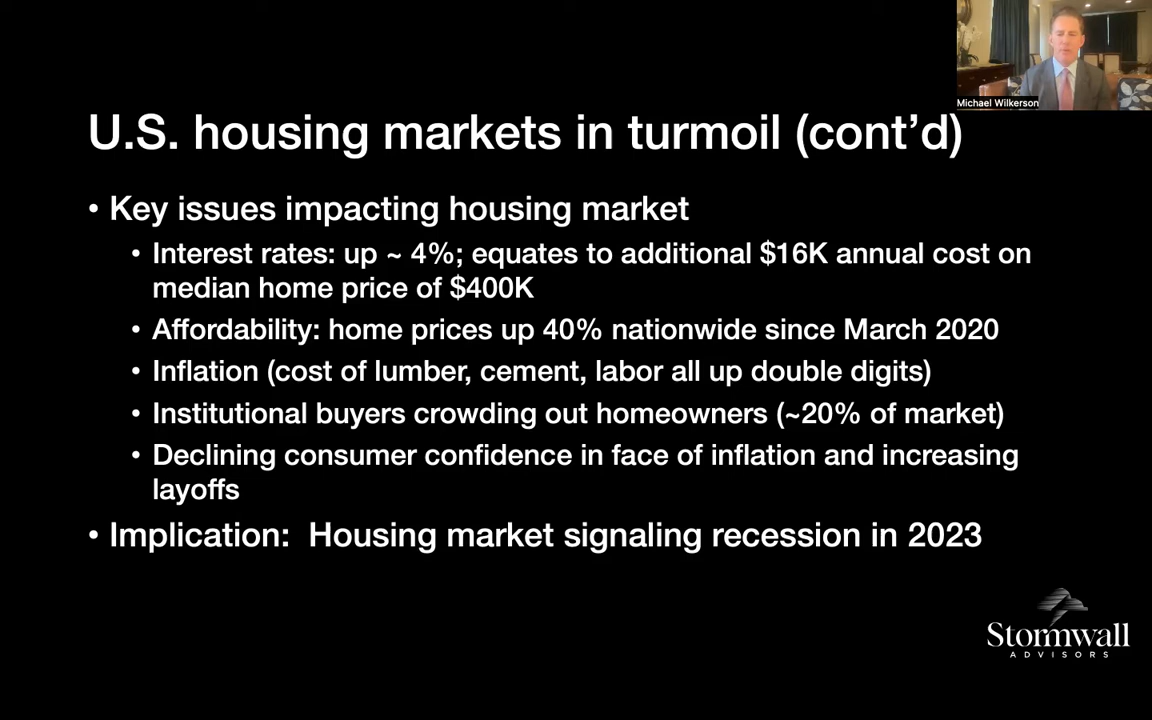 Michael Wilkerson
U.S. housing markets in turmoil (cont’d)
• Key issues impacting housing market
• Interest rates: up ~ 4%; equates to additional $16K annual cost on
median home price of $400K
• Affordability: home prices up 40% nationwide since March 2020
• Inflation (cost of lumber, cement, labor all up double digits)
• Institutional buyers crowding out homeowners (~20% of market)
• Declining consumer confidence in face of inflation and increasing
layoffs
• Implication:  Housing market signaling recession in 2023
Stormwall
ADVISORS